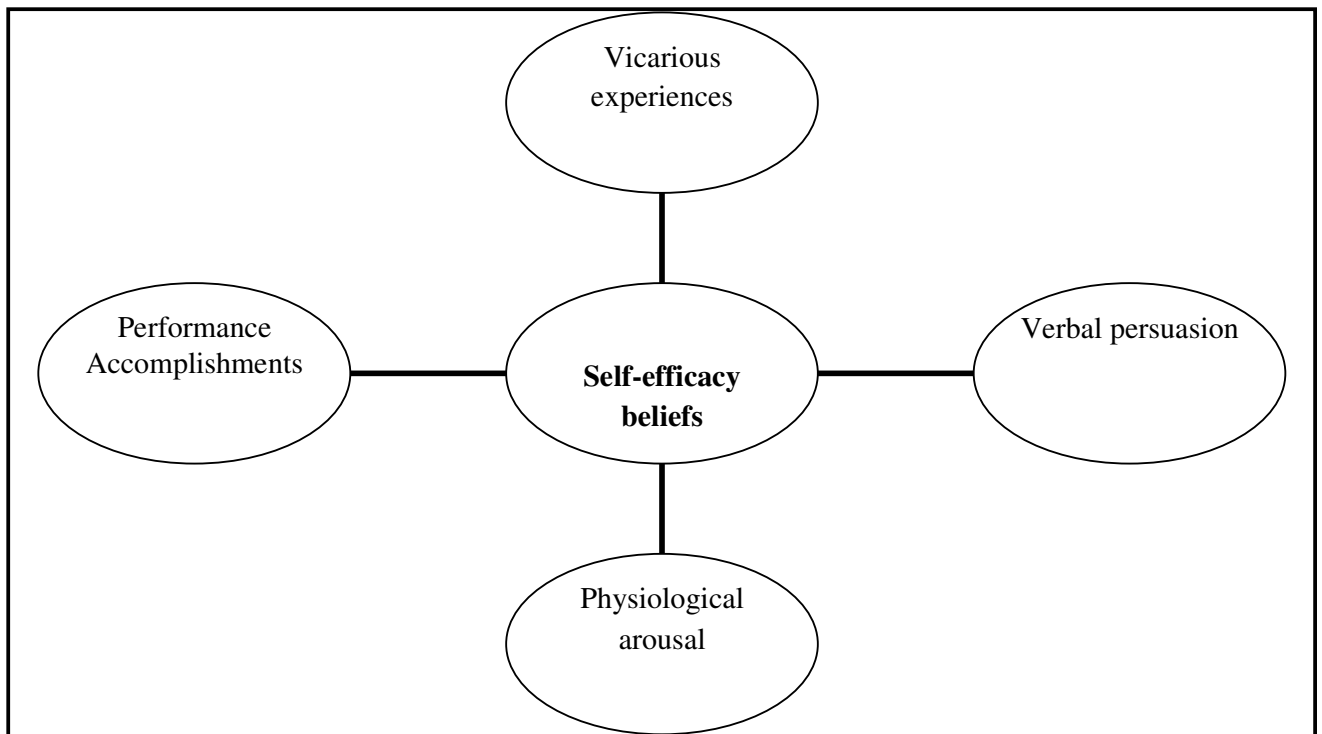 Vicarious
experiences
Performance
Accomplishments
Self-efficacy
beliefs
Verbal persuasion
Physiological
arousal